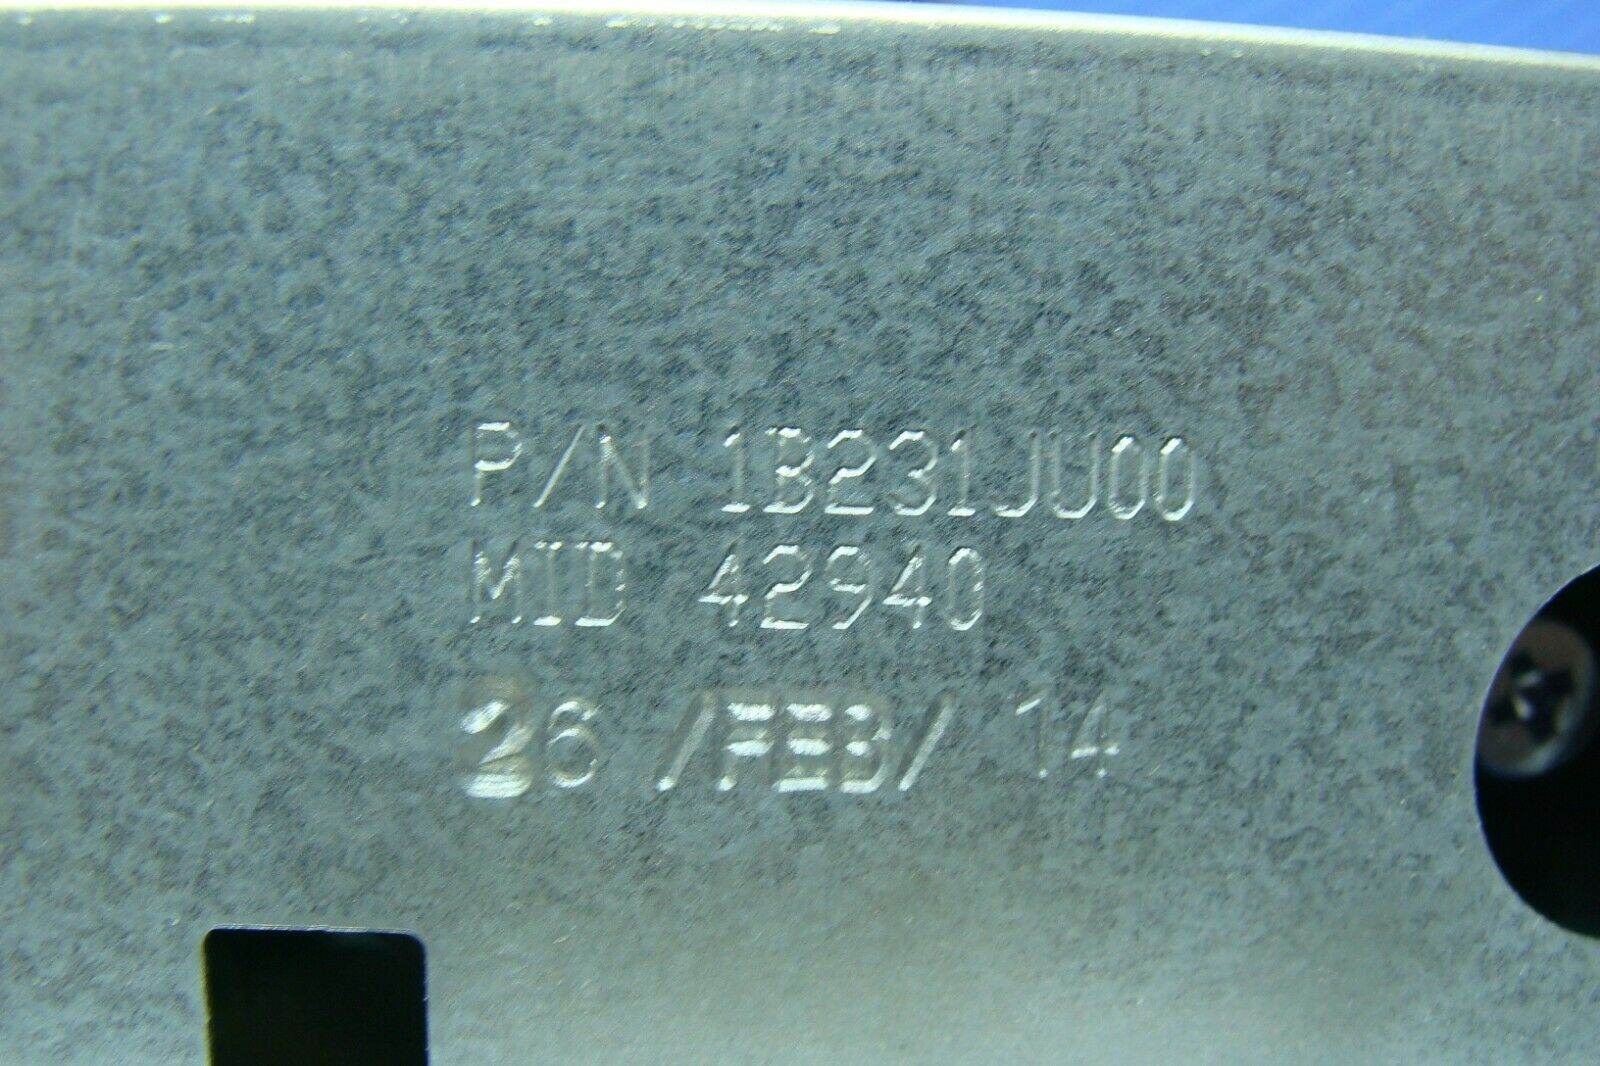 P/N 1B231JU00
MID 42940
26 /FEB/ 14